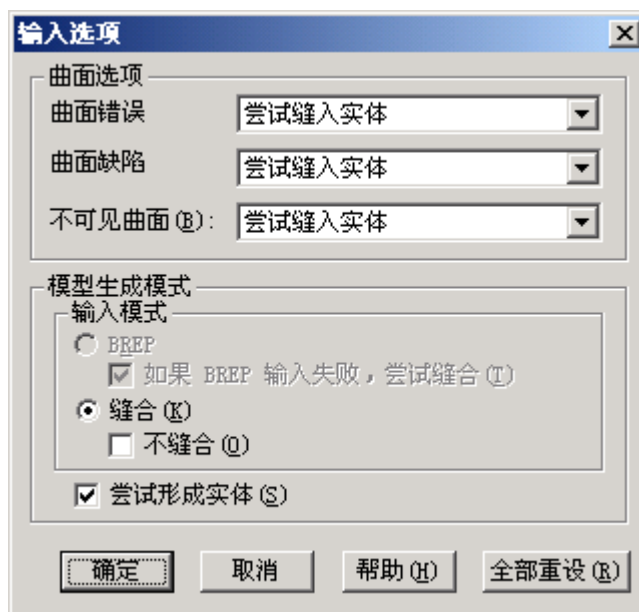 输入选项
曲面选项
曲面错误 尝试缝入实体
曲面缺陷 尝试缝入实体
不可见曲面(B): 尝试缝入实体
模型生成模式
输入模式
BREP
如果 BREP 输入失败，尝试缝合(T)
缝合(K)
不缝合(O)
尝试形成实体(S)
确定 取消 帮助(H) 全部重设(R)